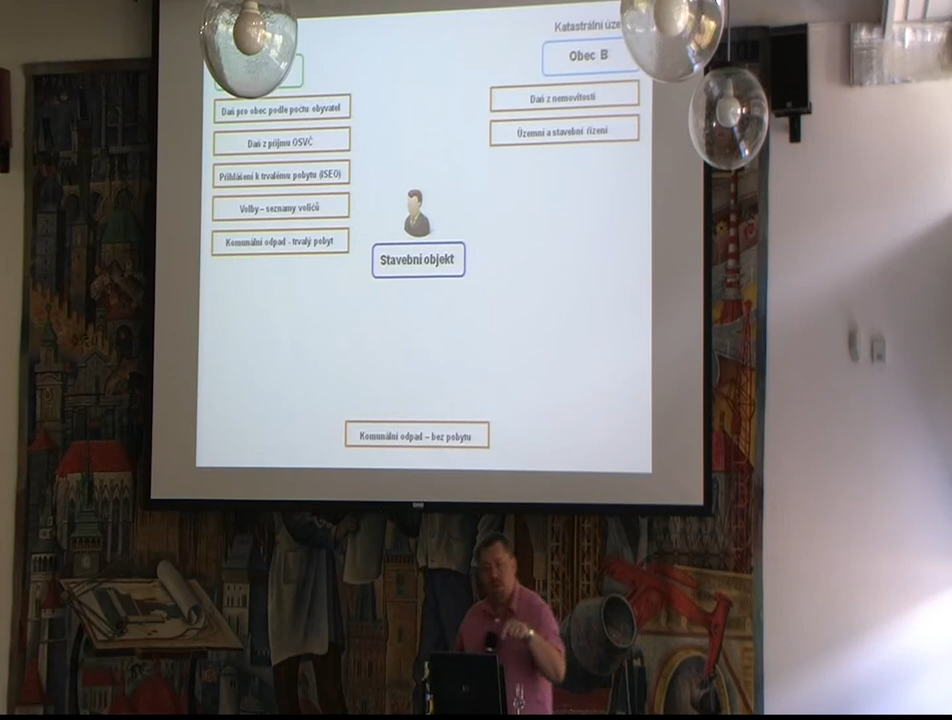 Katastrální
Obec B
Daň pro obec podle počtu obyvatel
Daň z nemovitosti
Daň z příjmu OSVČ
Územní a stavební řízení
Přihlášení k trvalému pobytu (ISEO)
Volby – seznamy voličů
Komunální odpad - trvalý pobyt
Stavební objekt
Komunální odpad – bez pobytu